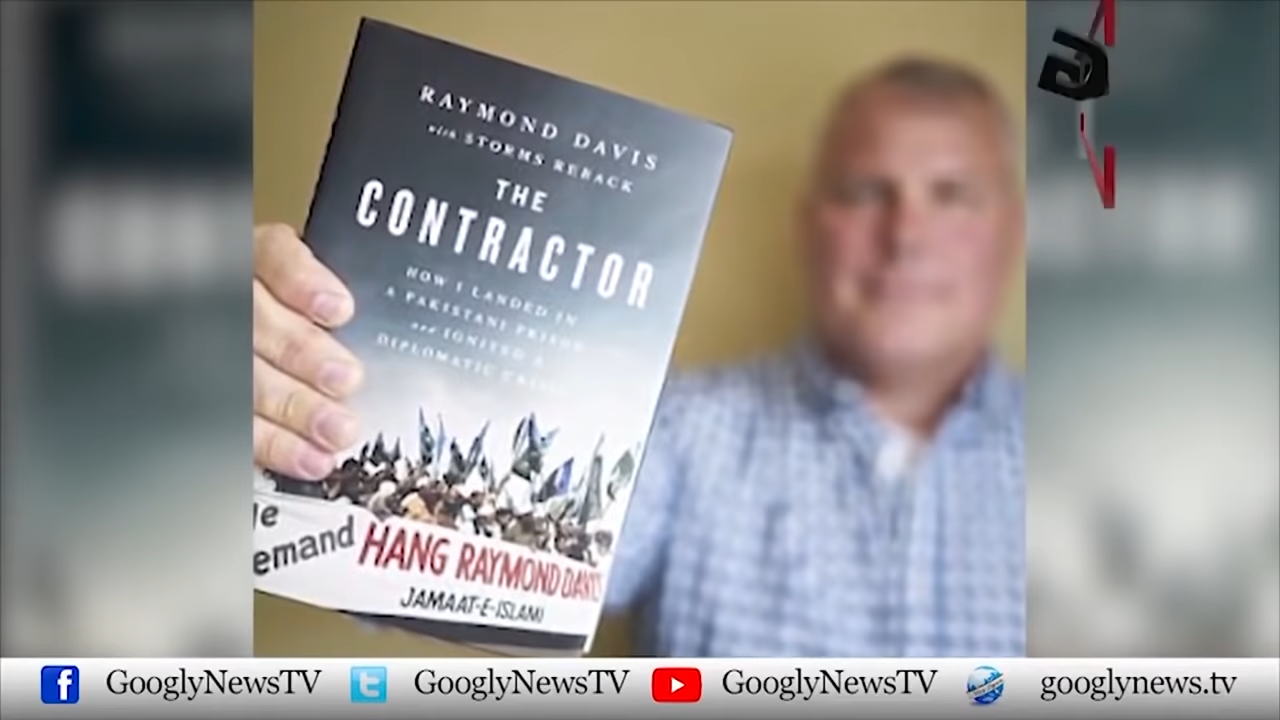 RAYMOND DAVIS
with STORMS REBACK
THE
CONTRACTOR
HOW I LANDED IN
A PAKISTANI PRISON
and IGNITED A
DIPLOMATIC
emand HANG RAYMOND
JAMAAT-E-ISLAMI
GooglyNewsTV GooglyNewsTV GooglyNewsTV googlynews.tv